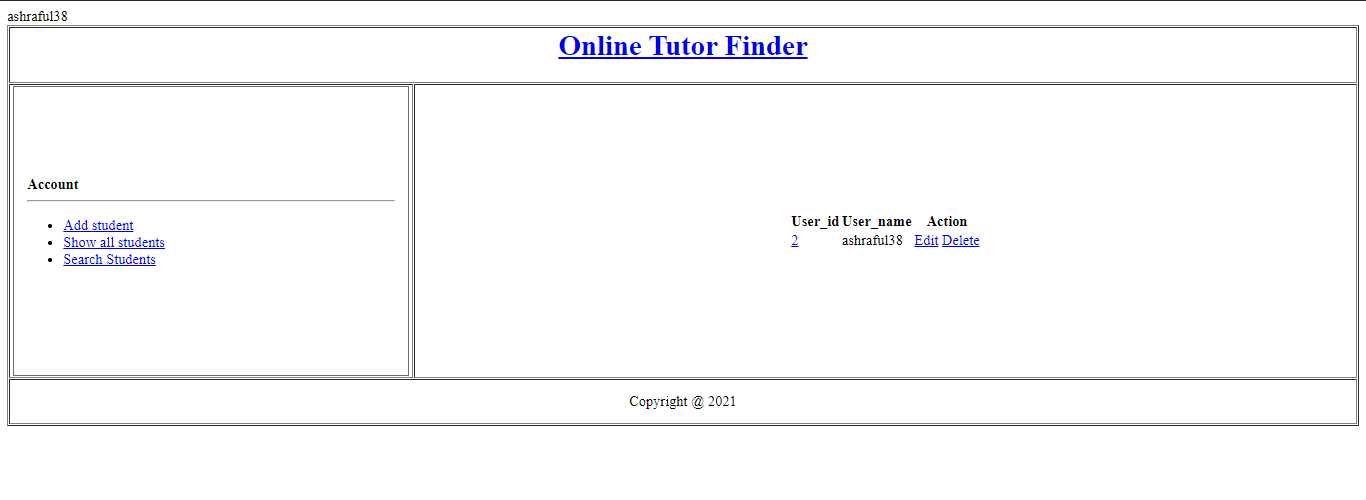 ashraful38
Online Tutor Finder
Account
Add student
Show all students
Search Students
User_id User_name Action
2 ashraful38 Edit Delete
Copyright @ 2021